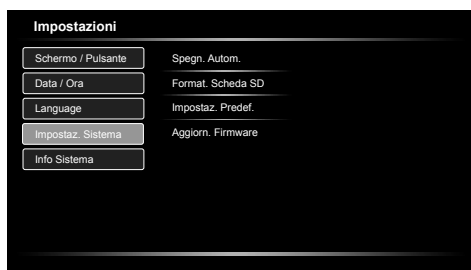 Impostazioni
Schermo / Pulsante
Spegn. Autom.
Data / Ora
Format. Scheda SD
Language
Impostaz. Predef.
Impostaz. Sistema
Aggiorn. Firmware
Info Sistema